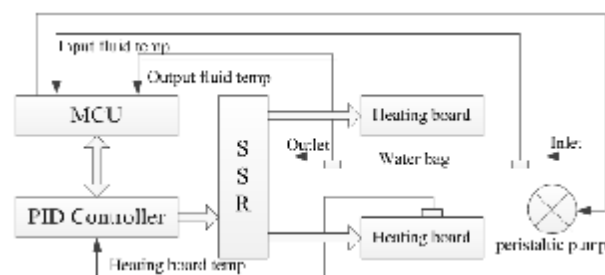 Input fluid temp
Output fluid temp
MCU
Heating board
S
S
R
Outlet
Water bag
Inlet
PID Controller
Heating board
peristaltic pump
Heating board temp